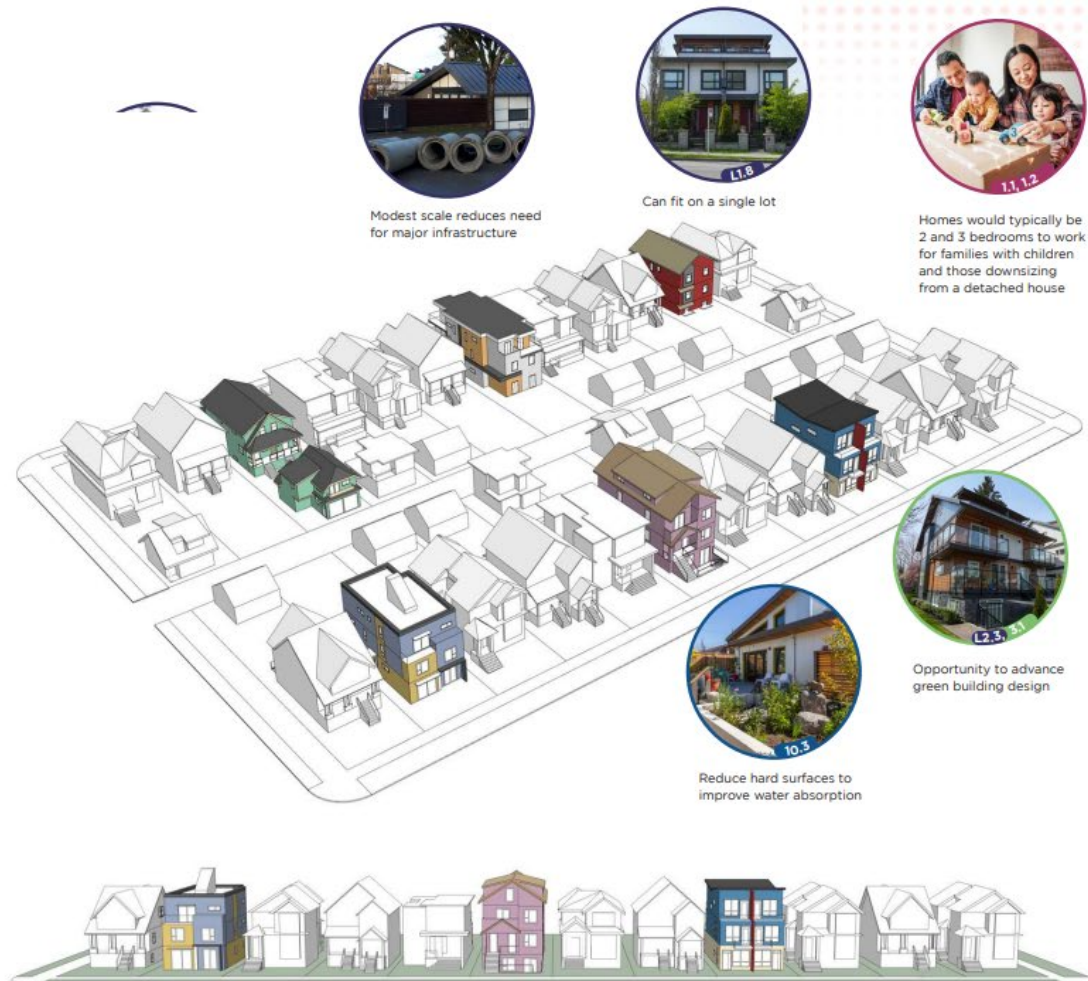 L1.8
1.1, 1.2
Modest scale reduces need
for major infrastructure
Can fit on a single lot
Homes would typically be
2 and 3 bedrooms to work
for families with children
and those downsizing
from a detached house
L2,3, 3.1
Opportunity to advance
green building design
10.3
Reduce hard surfaces to
improve water absorption